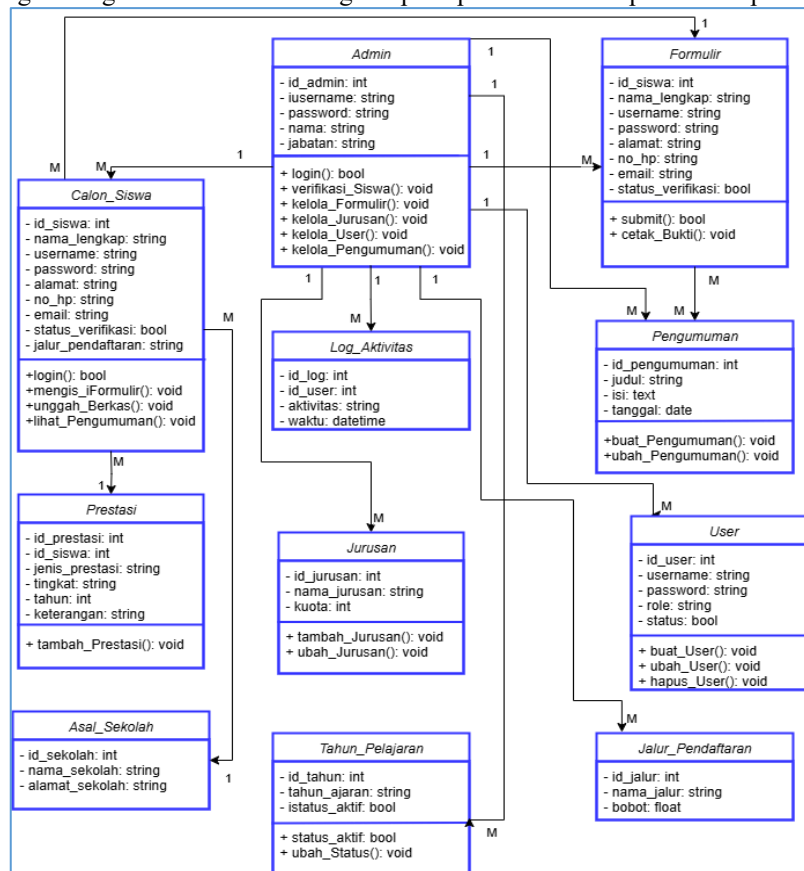 Admin
- id_admin: int
- iusername: string
- password: string
- nama: string
- jabatan: string
+ login(): bool
+ verifikasi_Siswa(): void
+ kelola_Formulir(): void
+ kelola_Jurusan(): void
+ kelola_User(): void
+ kelola_Pengumuman(): void
Formulir
- id_siswa: int
- nama_lengkap: string
- username: string
- password: string
- alamat: string
- no_hp: string
- email: string
- status_verifikasi: bool
+ submit(): bool
+ cetak_Bukti(): void
Calon_Siswa
- id_siswa: int
- nama_lengkap: string
- username: string
- password: string
- alamat: string
- no_hp: string
- email: string
- status_verifikasi: bool
- jalur_pendaftaran: string
+login(): bool
+mengis_iFormulir(): void
+unggah_Berkas(): void
+lihat_Pengumuman(): void
Log_Aktivitas
- id_log: int
- id_user: int
- aktivitas: string
- waktu: datetime
Pengumuman
- id_pengumuman: int
- judul: string
- isi: text
- tanggal: date
+buat_Pengumuman(): void
+ubah_Pengumuman(): void
Prestasi
- id_prestasi: int
- id_siswa: int
- jenis_prestasi: string
- tingkat: string
- tahun: int
- keterangan: string
+ tambah_Prestasi(): void
Jurusan
- id_jurusan: int
- nama_jurusan: string
- kuota: int
+ tambah_Jurusan(): void
+ ubah_Jurusan(): void
User
- id_user: int
- username: string
- password: string
- role: string
- status: bool
+ buat_User(): void
+ ubah_User(): void
+ hapus_User(): void
Asal_Sekolah
- id_sekolah: int
- nama_sekolah: string
- alamat_sekolah: string
Tahun_Pelajaran
- id_tahun: int
- tahun_ajaran: string
- istatus_aktif: bool
+ status_aktif: bool
+ ubah_Status(): void
Jalur_Pendaftaran
- id_jalur: int
- nama_jalur: string
- bobot: float
1
1
1
M
M
1
1
M
1
1
1
1
M
M
M
M
M
M
1
M
M
M
1
M